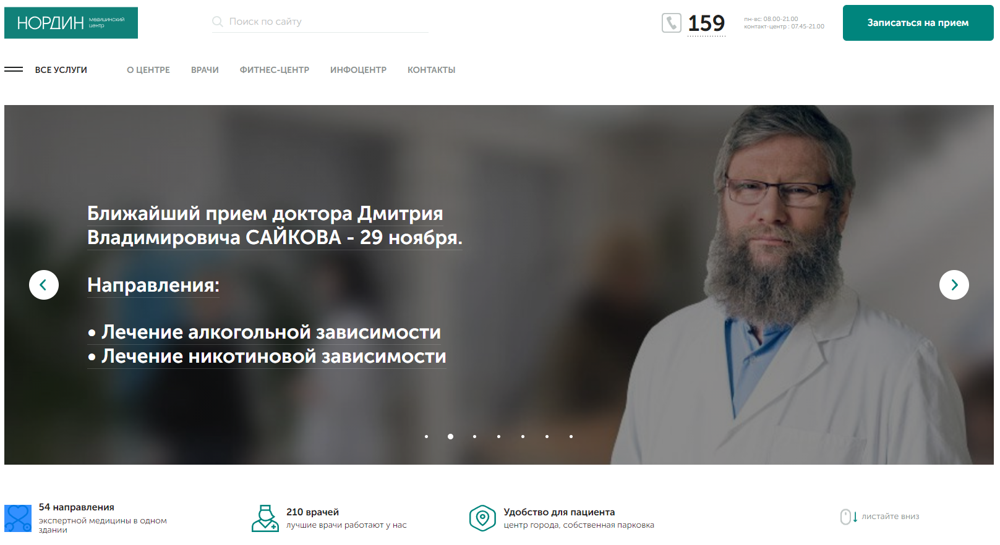 НОРДИН
медицинский
центр
Поиск по сайту
159
пн-вс: 08.00-21.00
контакт-центр : 07.45-21.00
Записаться на прием
ВСЕ УСЛУГИ
О ЦЕНТРЕ
ВРАЧИ
ФИТНЕС-ЦЕНТР
ИНФОЦЕНТР
КОНТАКТЫ
Ближайший прием доктора Дмитрия
Владимировича САЙКОВА - 29 ноября.
Направления:
• Лечение алкогольной зависимости
• Лечение никотиновой зависимости
54 направления
экспертной медицины в одном
здании
210 врачей
лучшие врачи работают у нас
Удобство для пациента
центр города, собственная парковка
листайте вниз